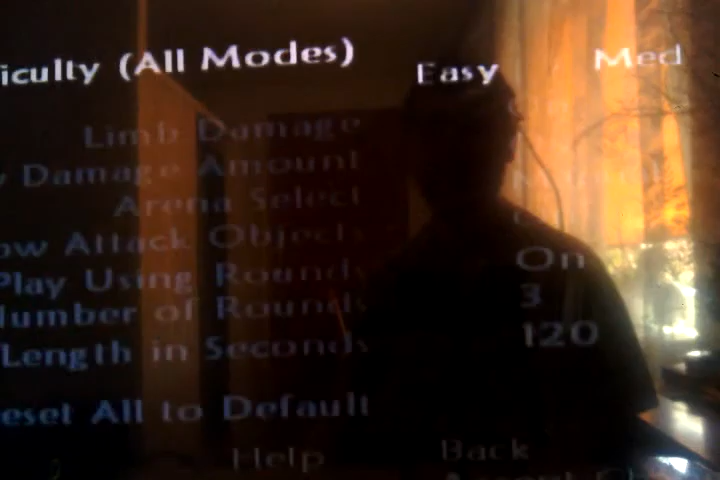 iculty (All Modes) Easy Med
Limb Damage
Damage Amount
Arena Select
ow Attack Objects
Play Using Rounds On
Number of Rounds 3
Length in Seconds 120
eset All to Default
Help Back